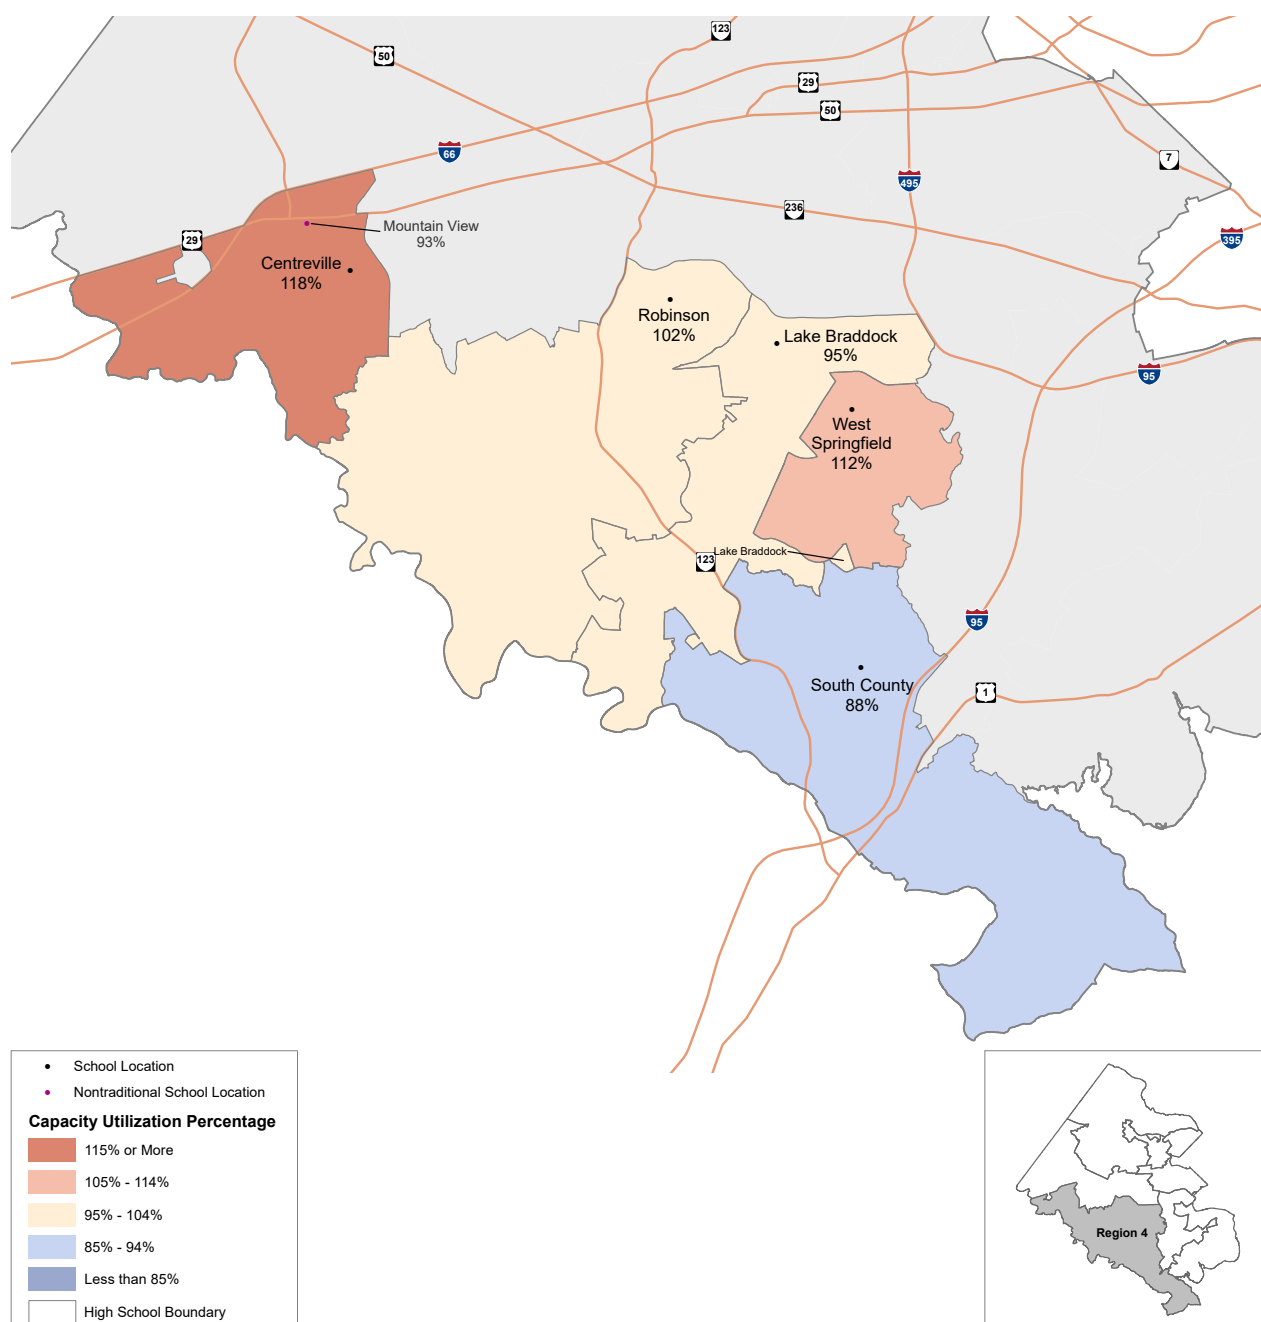 123
50
29
50
66
7
495
236
395
29
Mountain View
93%
Centreville
118%
Robinson
102%
Lake Braddock
95%
95
West
Springfield
112%
Lake Braddock
123
95
South County
88%
1
School Location
Nontraditional School Location
Capacity Utilization Percentage
115% or More
105% - 114%
95% - 104%
85% - 94%
Less than 85%
High School Boundary
Region 4